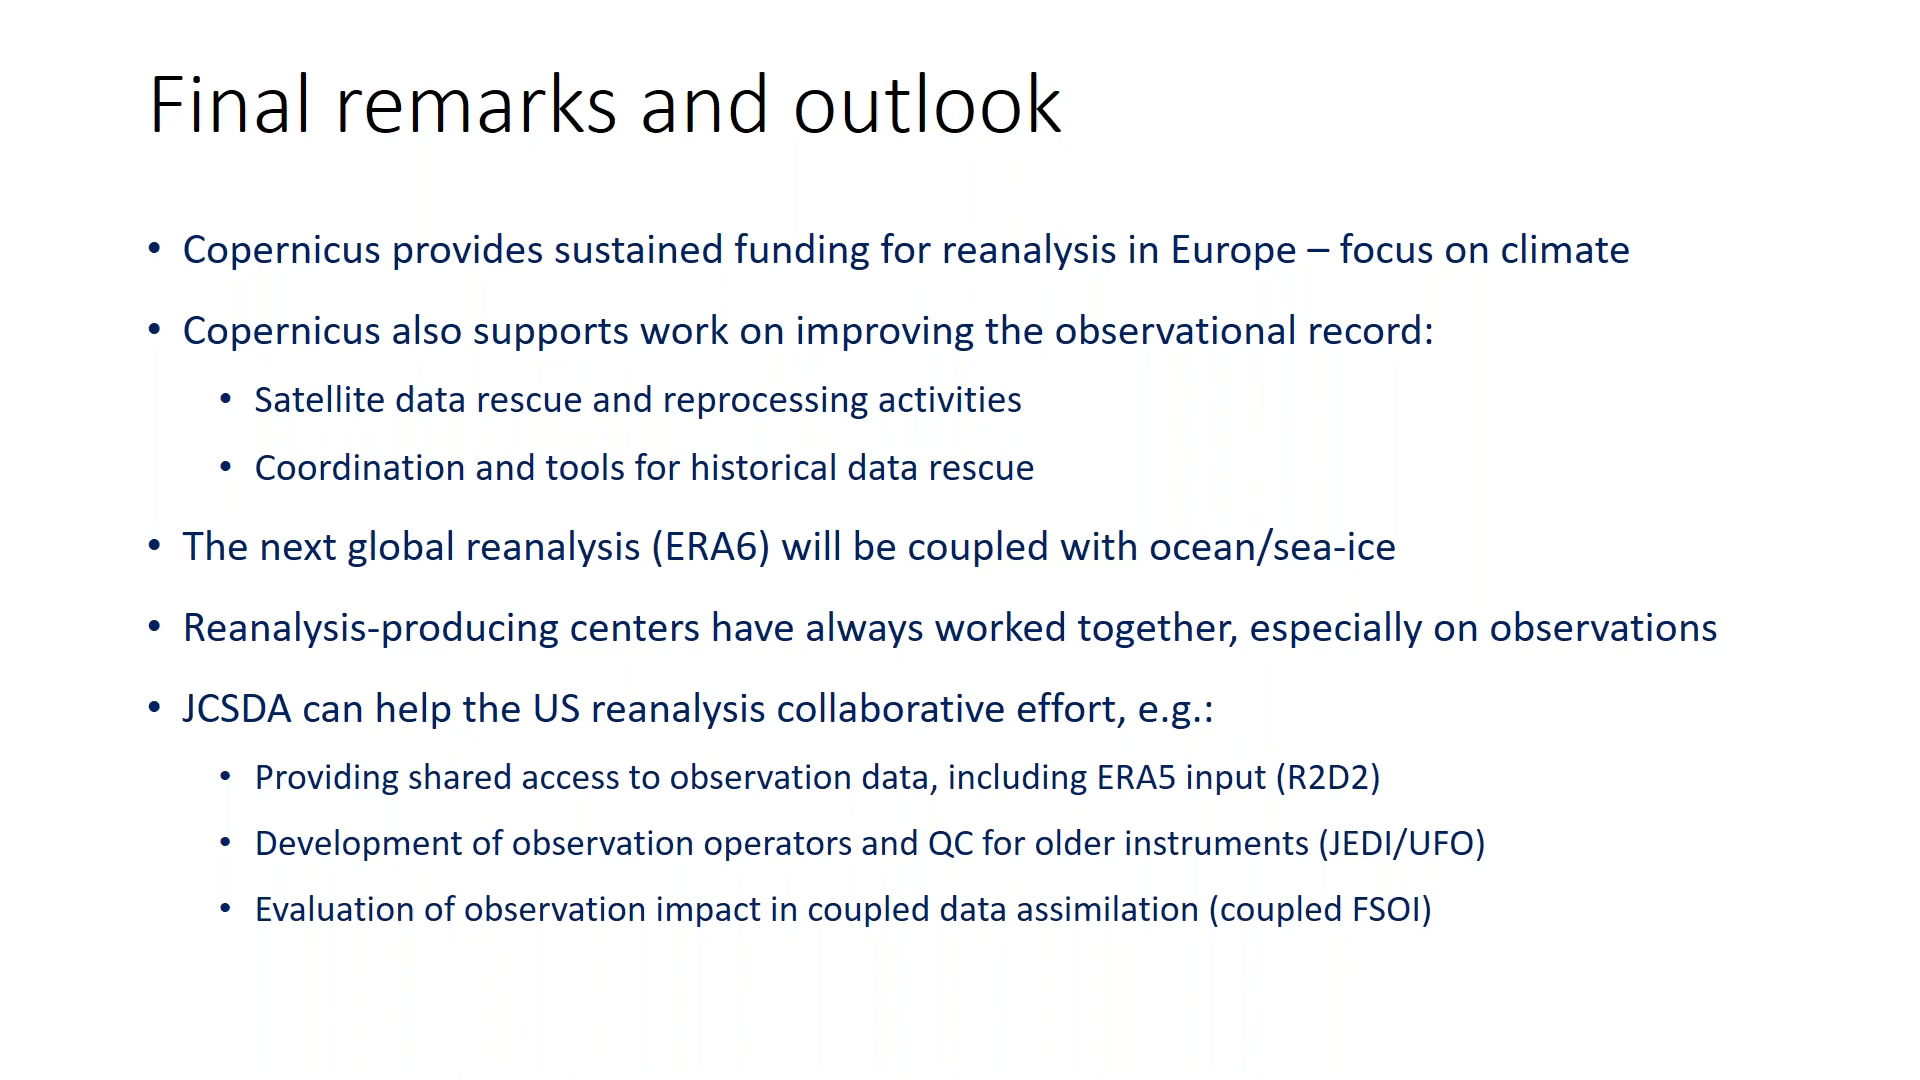 Final remarks and outlook
• Copernicus provides sustained funding for reanalysis in Europe – focus on climate
• Copernicus also supports work on improving the observational record:
• Satellite data rescue and reprocessing activities
• Coordination and tools for historical data rescue
• The next global reanalysis (ERA6) will be coupled with ocean/sea-ice
• Reanalysis-producing centers have always worked together, especially on observations
• JCSDA can help the US reanalysis collaborative effort, e.g.:
• Providing shared access to observation data, including ERA5 input (R2D2)
• Development of observation operators and QC for older instruments (JEDI/UFO)
• Evaluation of observation impact in coupled data assimilation (coupled FSOI)